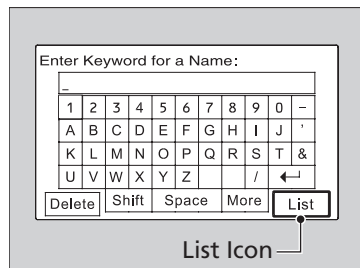 Enter Keyword for a Name:
_
1 2 3 4 5 6 7 8 9 0 –
A B C D E F G H I J '
K L M N O P Q R S T &
U V W X Y Z / ↵
Delete Shift Space More List
List Icon